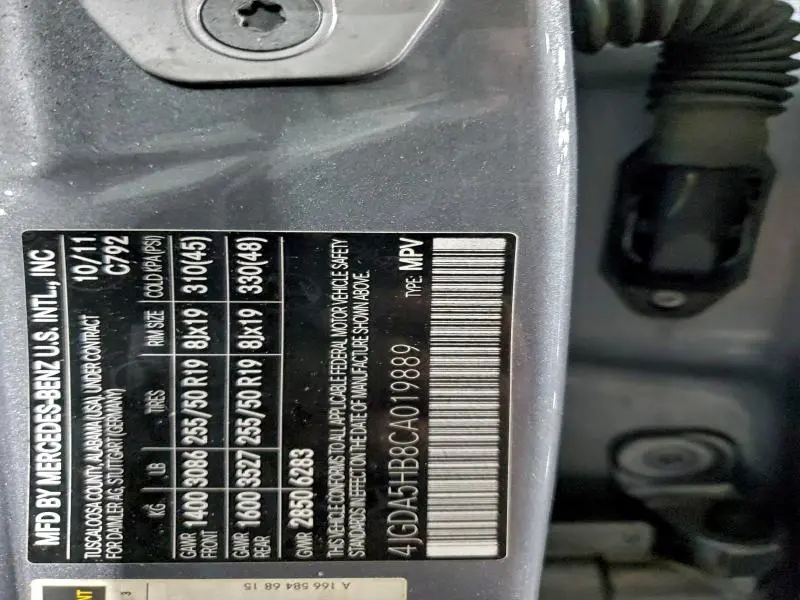 MFD BY MERCEDES-BENZ U.S. INTL., INC
TUSCALOOSA COUNTY, ALABAMA (USA), UNDER CONTRACT 10/11
FOR DAIMLER AG, STUTTGART (GERMANY) C792
KG LB TIRES RIM SIZE COLD, KPA(PSI)
GAWR FRONT 1400 3086 255/50 R19 8Jx19 310(45)
GAWR REAR 1600 3527 255/50 R19 8Jx19 330(48)
GVWR 2850 6283
THIS VEHICLE CONFORMS TO ALL APPLICABLE FEDERAL MOTOR VEHICLE SAFETY
STANDARDS IN EFFECT ON THE DATE OF MANUFACTURE SHOWN ABOVE.
TYPE: MPV
4JGDA5HB8CA019889
A 166 584 68 15
NT
3